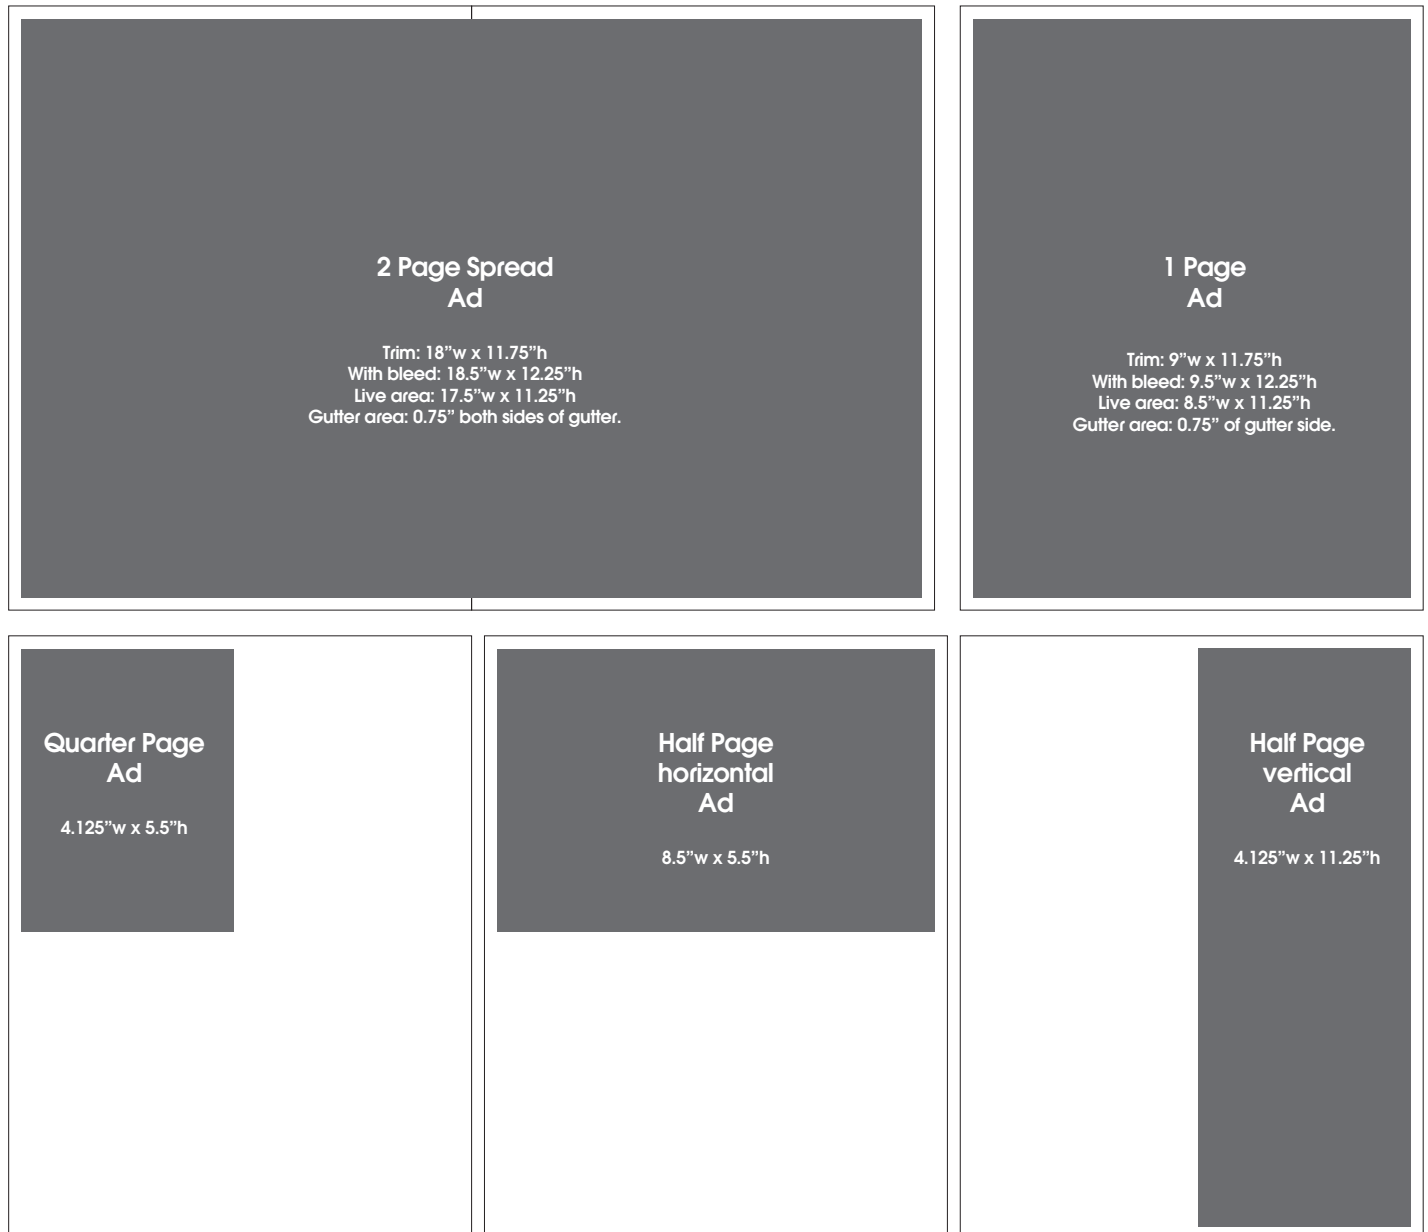 2 Page Spread
Ad
Trim: 18”w x 11.75”h
With bleed: 18.5”w x 12.25”h
Live area: 17.5”w x 11.25”h
Gutter area: 0.75” both sides of gutter.
1 Page
Ad
Trim: 9”w x 11.75”h
With bleed: 9.5”w x 12.25”h
Live area: 8.5”w x 11.25”h
Gutter area: 0.75” of gutter side.
Quarter Page
Ad
4.125”w x 5.5”h
Half Page
horizontal
Ad
8.5”w x 5.5”h
Half Page
vertical
Ad
4.125”w x 11.25”h